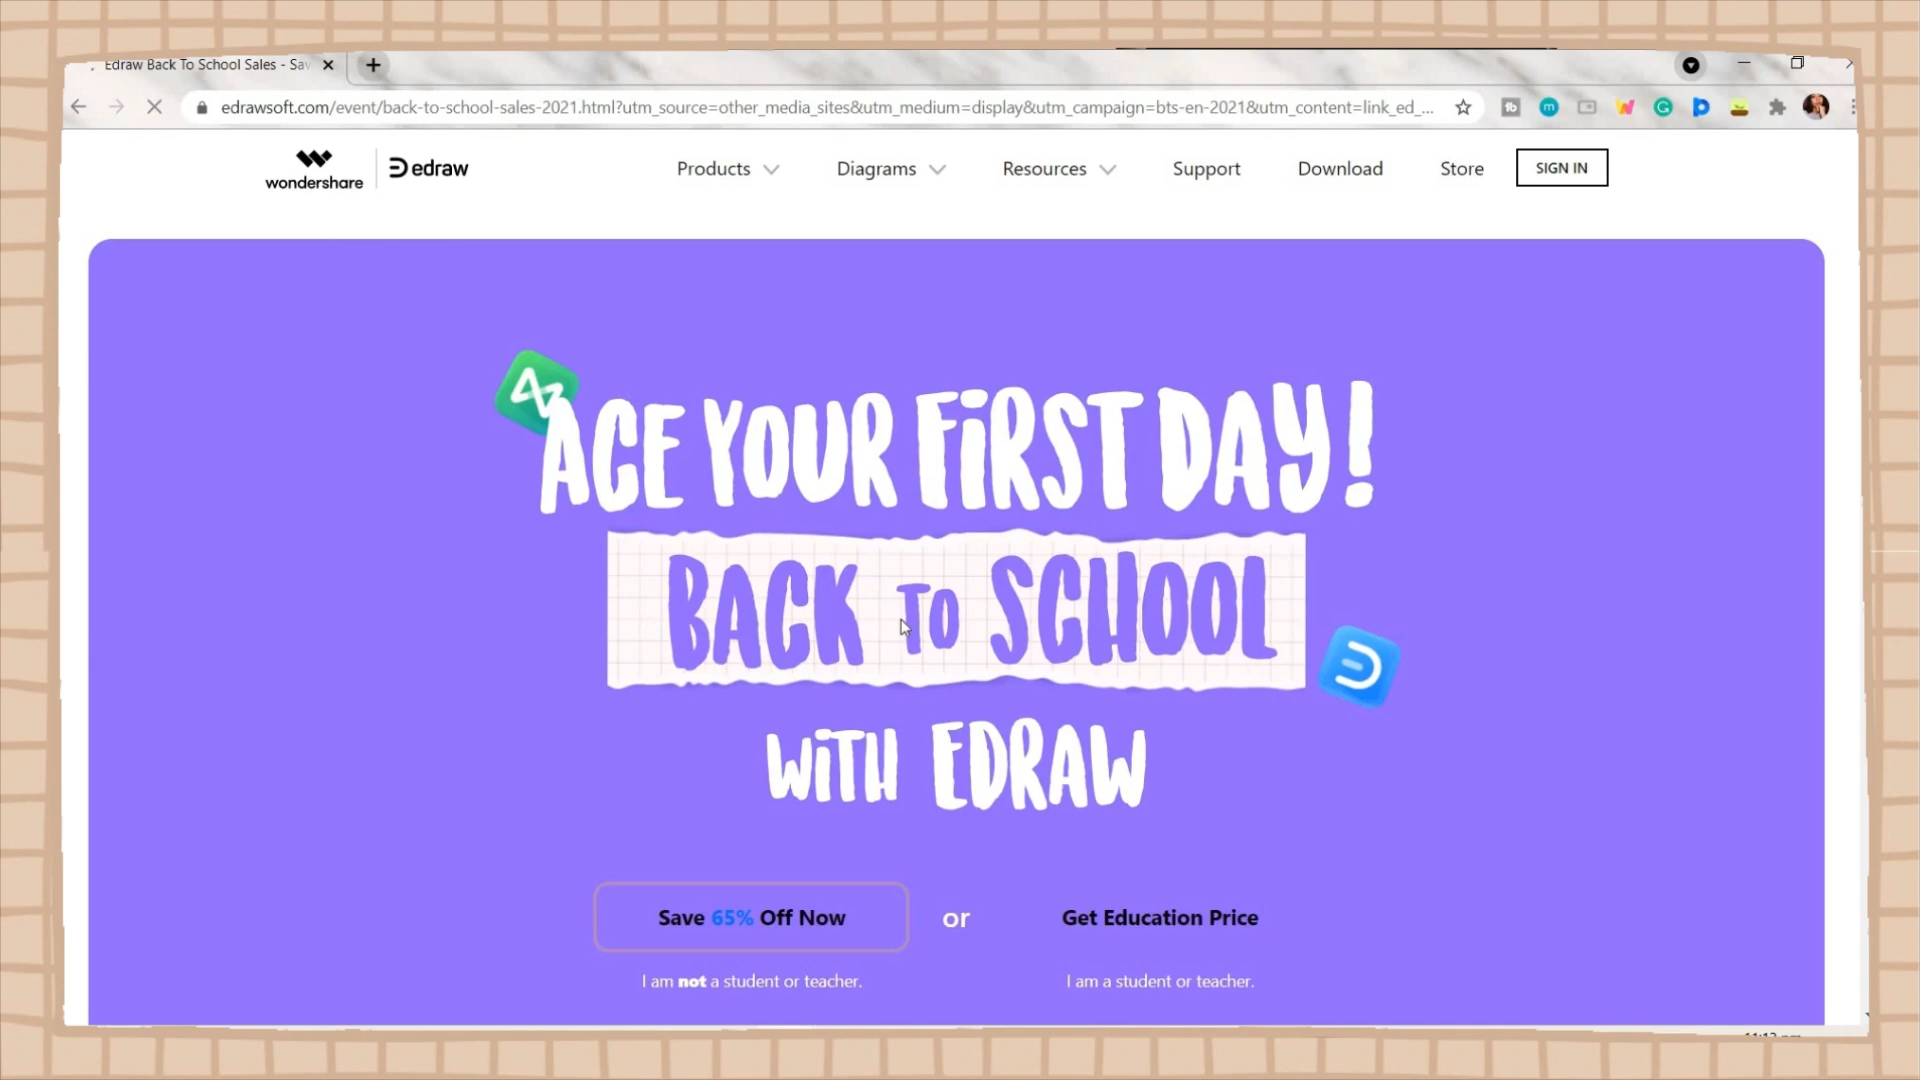 Edraw Back To School Sales - Sav
edrawsoft.com/event/back-to-school-sales-2021.html?utm_source=other_media_sites&utm_medium=display&utm_campaign=bts-en-2021&utm_content=link_ed_...
wondershare edraw Products Diagrams Resources Support Download Store SIGN IN
ACE YOUR FiRST DAY!
BACK TO SCHOOL
WiTH EDRAW
Save 65% Off Now or Get Education Price
I am not a student or teacher. I am a student or teacher.